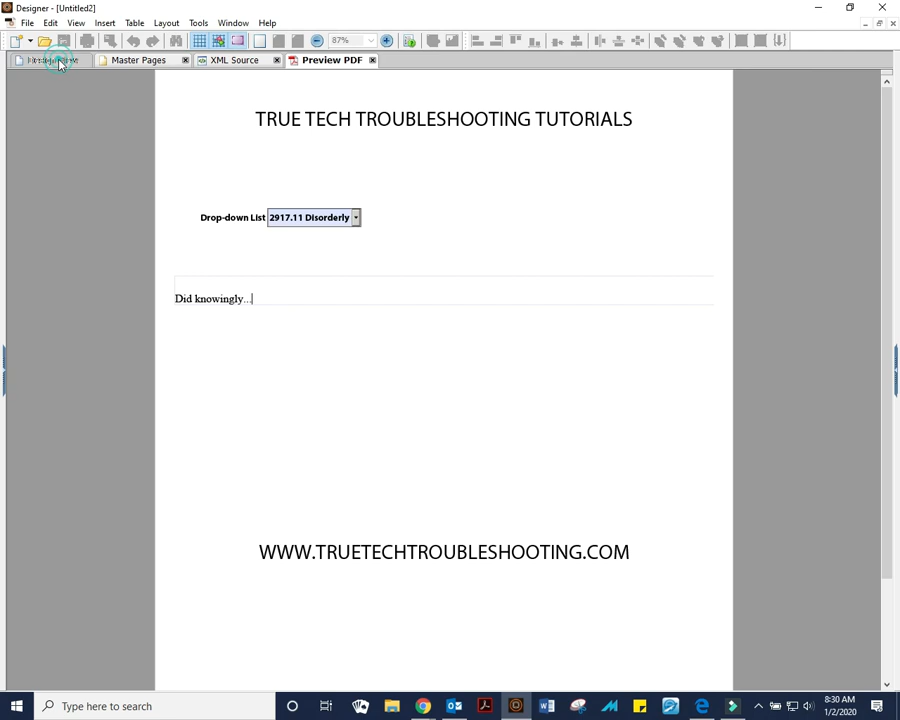 Designer - [Untitled2]
File Edit View Insert Table Layout Tools Window Help
87%
Master Pages XML Source Preview PDF
TRUE TECH TROUBLESHOOTING TUTORIALS
Drop-down List 2917.11 Disorderly
Did knowingly...
WWW.TRUETECHTROUBLESHOOTING.COM
Type here to search
8:30 AM
1/2/2020